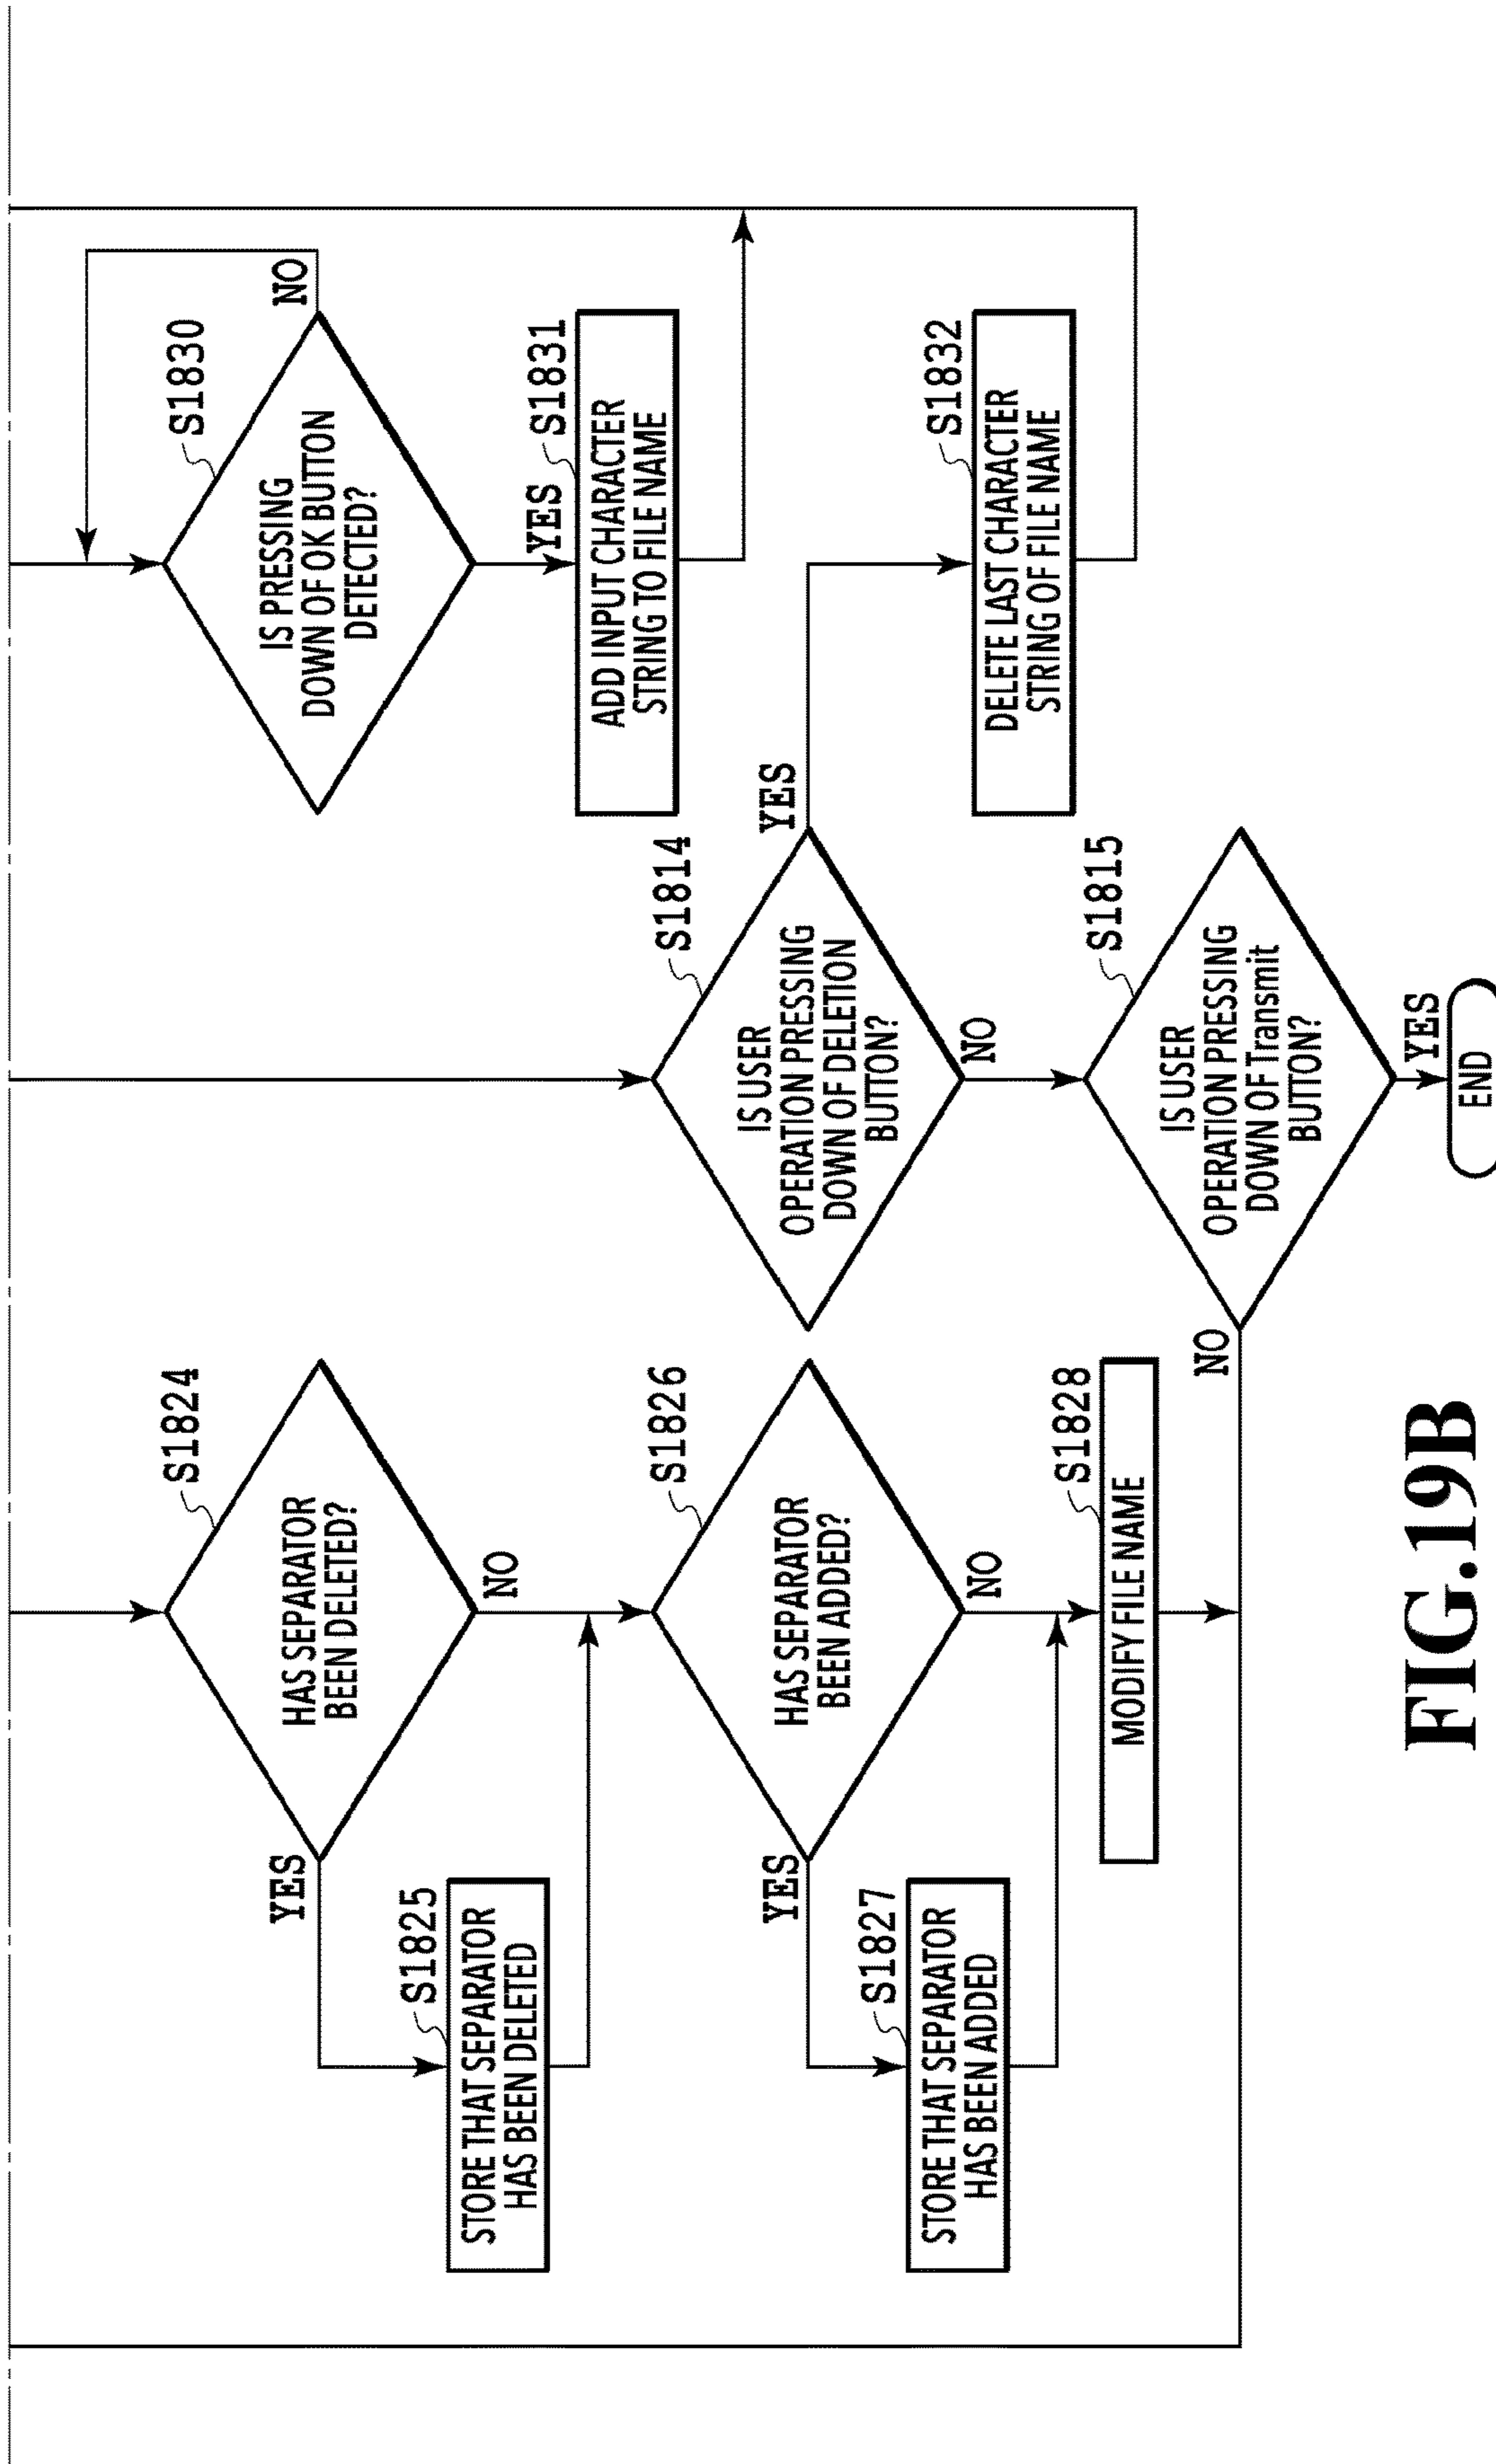 S1824
HAS SEPARATOR
BEEN DELETED?
YES
NO
S1825
STORE THAT SEPARATOR
HAS BEEN DELETED
S1826
HAS SEPARATOR
BEEN ADDED?
YES
NO
S1827
STORE THAT SEPARATOR
HAS BEEN ADDED
S1828
MODIFY FILE NAME
S1814
IS USER
OPERATION PRESSING
DOWN OF DELETION
BUTTON?
YES
NO
S1815
IS USER
OPERATION PRESSING
DOWN OF Transmit
BUTTON?
NO
YES
END
S1830
IS PRESSING
DOWN OF OK BUTTON
DETECTED?
NO
YES
S1831
ADD INPUT CHARACTER
STRING TO FILE NAME
S1832
DELETE LAST CHARACTER
STRING OF FILE NAME
FIG.19B